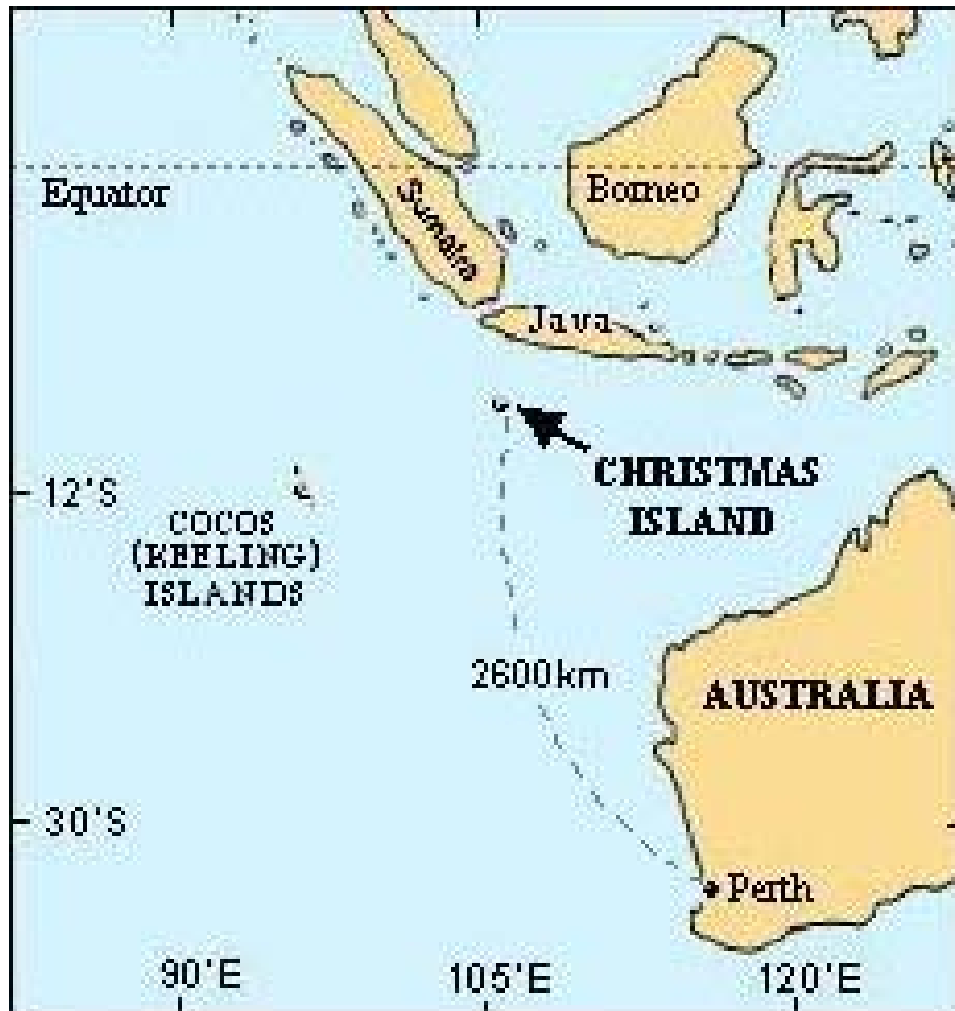 Equator
Sumatra
Borneo
Java
CHRISTMAS
ISLAND
12°S
COCOS
(KEELING)
ISLANDS
2600km
AUSTRALIA
30°S
Perth
90°E
105°E
120°E